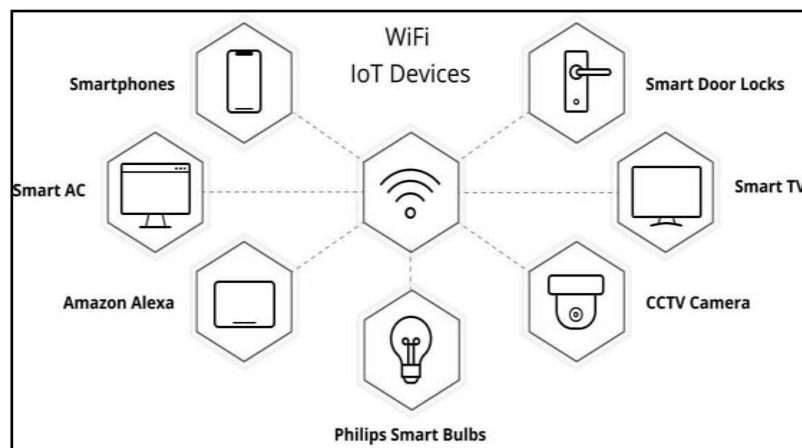 WiFi
IoT Devices
Smartphones
Smart Door Locks
Smart AC
Smart TV
Amazon Alexa
CCTV Camera
Philips Smart Bulbs